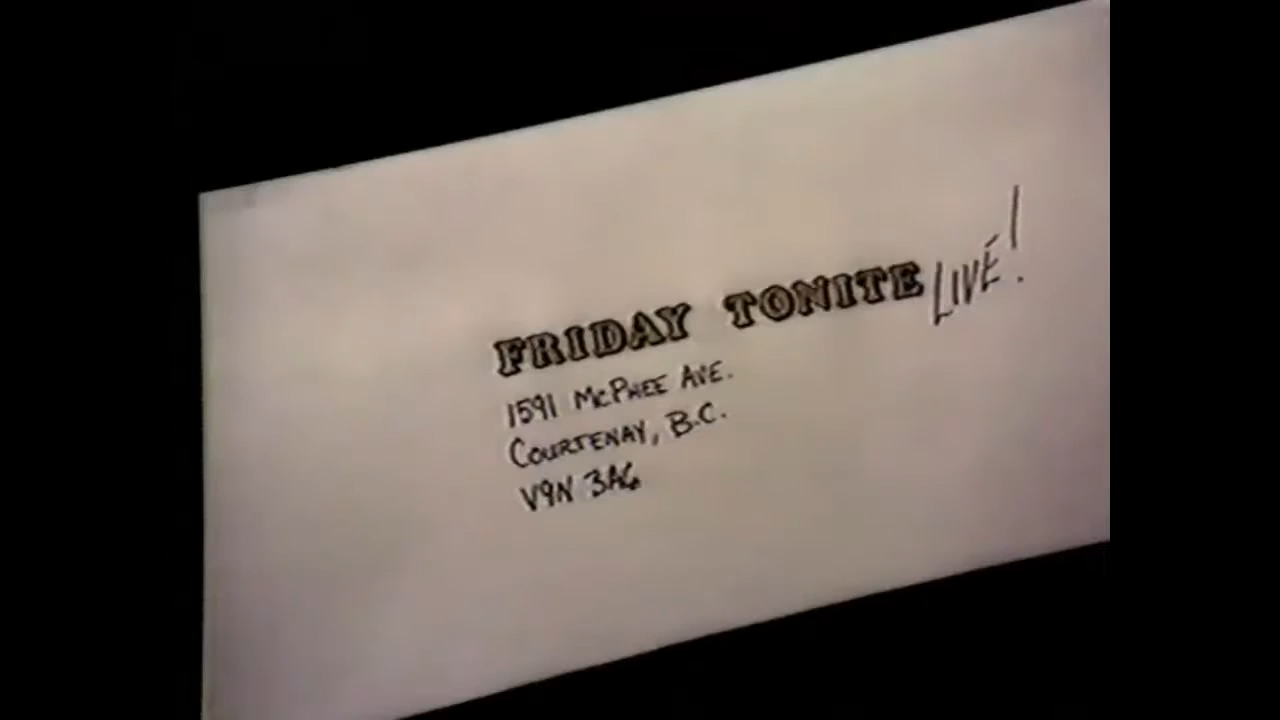 FRIDAY TONITE LIVE!
1591 McPHEE AVE.
COURTENAY, B.C.
V9N 3A6